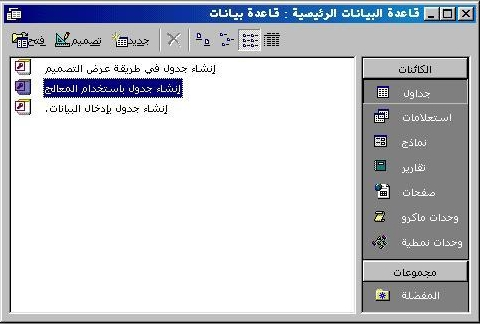 قاعدة البيانات الرئيصية : قاعدة بيانات
فتح تصميم جديد
إنشاء جدول في طريقة عرض التصميم
إنشاء جدول باستخدام المعالج
إنشاء جدول بإدخال البيانات.
الكائنات
جداول
استعلامات
نماذج
تقارير
صفحات
وحدات ماكرو
وحدات نمطية
مجموعات
المفضلة